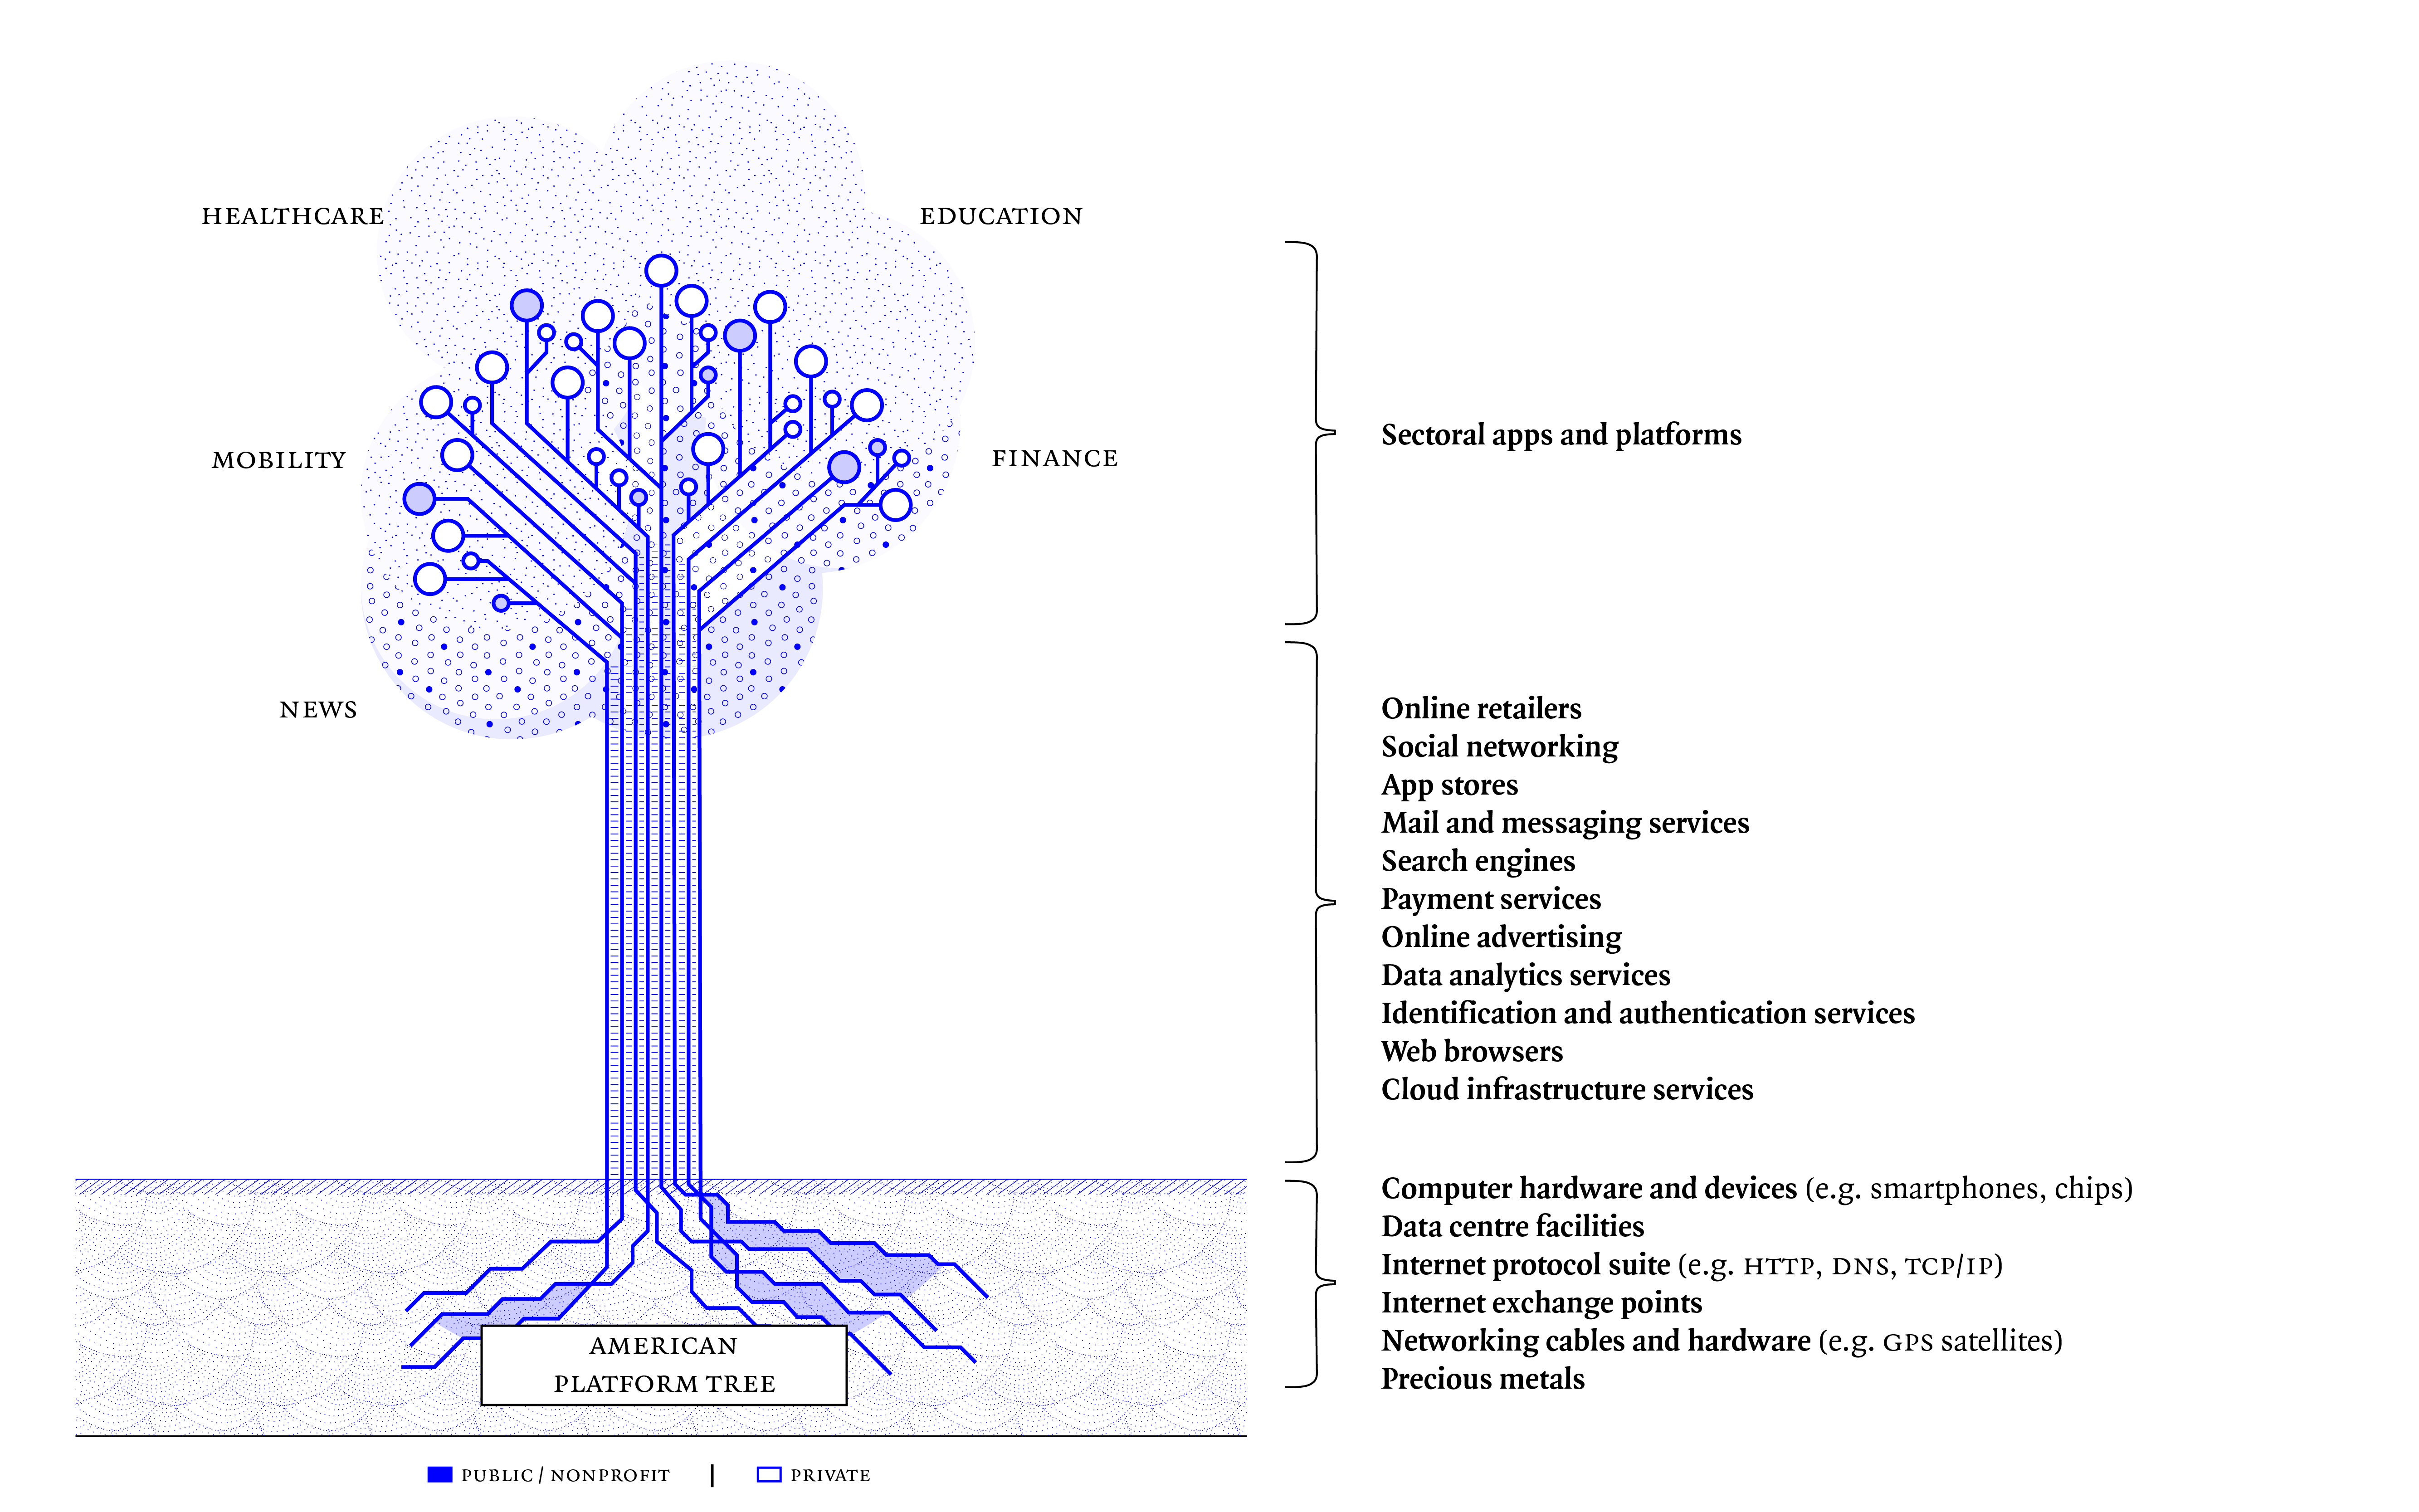 HEALTHCARE
EDUCATION
MOBILITY
FINANCE
NEWS
Sectoral apps and platforms
Online retailers
Social networking
App stores
Mail and messaging services
Search engines
Payment services
Online advertising
Data analytics services
Identification and authentication services
Web browsers
Cloud infrastructure services
Computer hardware and devices (e.g. smartphones, chips)
Data centre facilities
Internet protocol suite (e.g. HTTP, DNS, TCP/IP)
Internet exchange points
Networking cables and hardware (e.g. GPS satellites)
Precious metals
AMERICAN
PLATFORM TREE
PUBLIC / NONPROFIT | PRIVATE